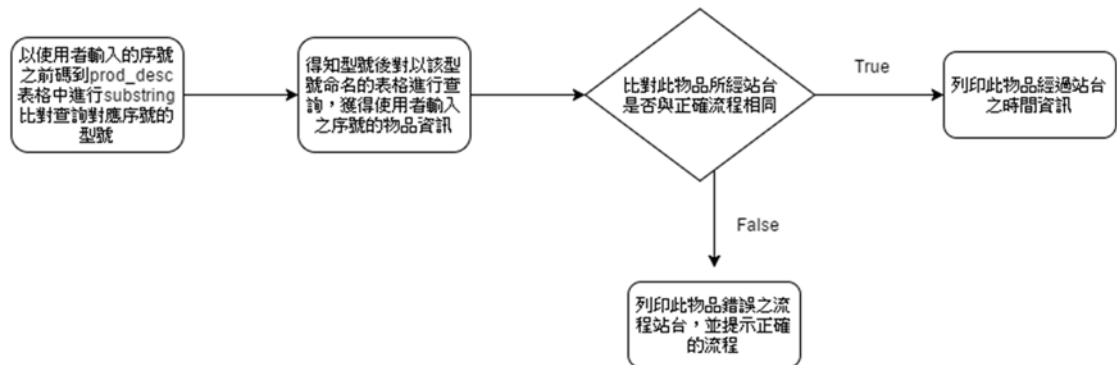 以使用者輸入的序號
之前碼到prod_desc
表格中進行substring
比對查詢對應序號的
型號
得知型號後對以該型
號命名的表格進行查
詢，獲得使用者輸入
之序號的物品資訊
比對此物品所經站台
是否與正確流程相同
True
列印此物品經過站台
之時間資訊
False
列印此物品錯誤之流
程站台，並提示正確
的流程